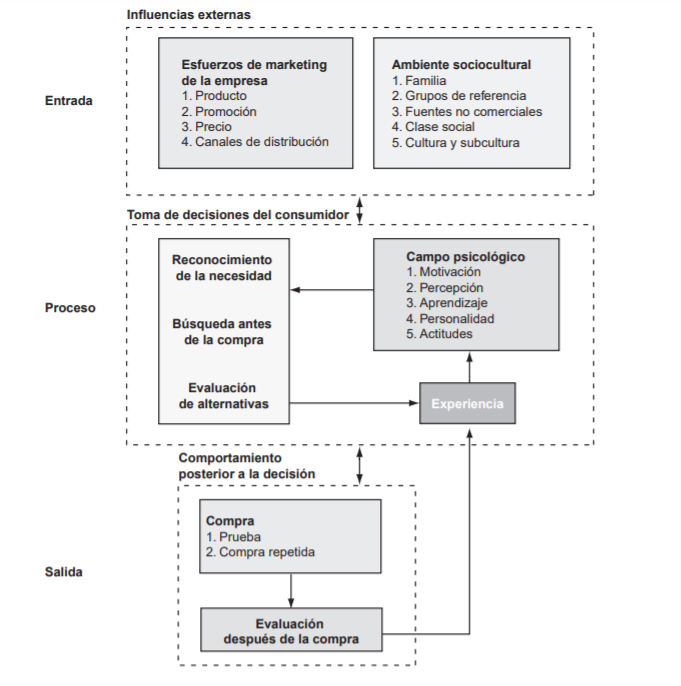 Influencias externas
Entrada
Esfuerzos de marketing
de la empresa
1. Producto
2. Promoción
3. Precio
4. Canales de distribución
Ambiente sociocultural
1. Familia
2. Grupos de referencia
3. Fuentes no comerciales
4. Clase social
5. Cultura y subcultura
Toma de decisiones del consumidor
Proceso
Reconocimiento
de la necesidad
Búsqueda antes
de la compra
Evaluación
de alternativas
Campo psicológico
1. Motivación
2. Percepción
3. Aprendizaje
4. Personalidad
5. Actitudes
Experiencia
Comportamiento
posterior a la decisión
Salida
Compra
1. Prueba
2. Compra repetida
Evaluación
después de la compra